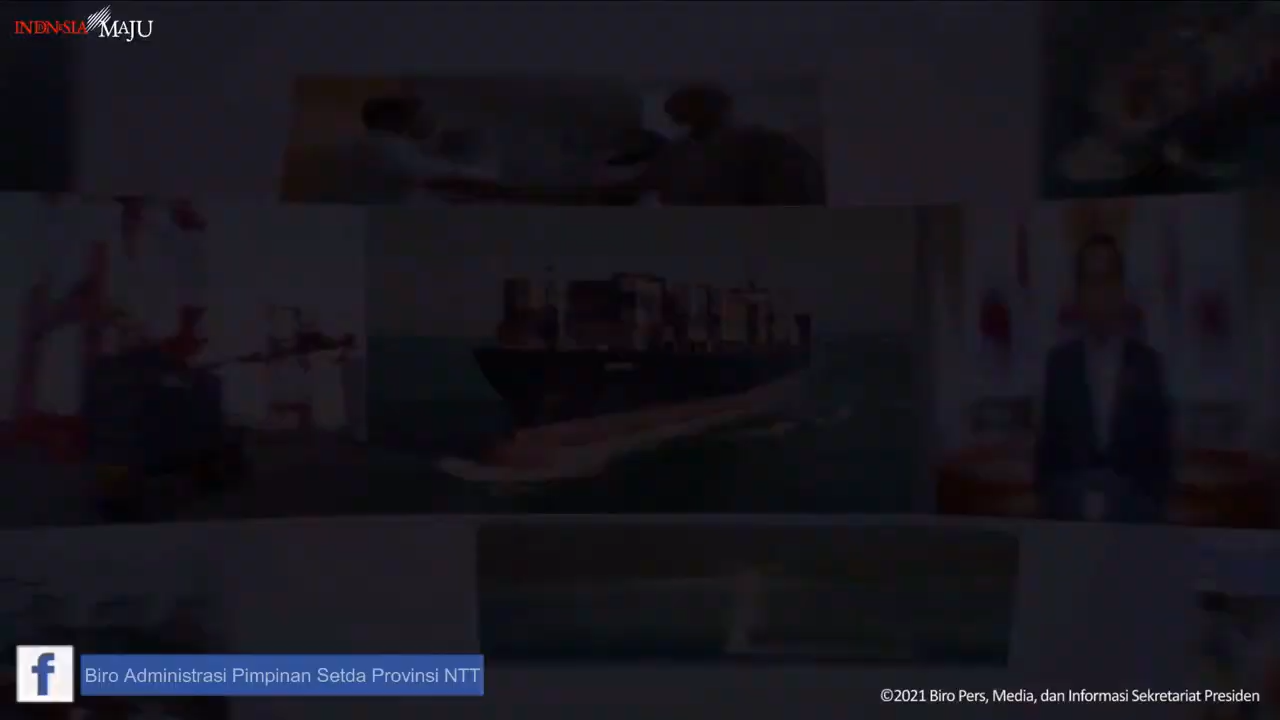 INDONESIA MAJU
f
Biro Administrasi Pimpinan Setda Provinsi NTT
©2021 Biro Pers, Media, dan Informasi Sekretariat Presiden